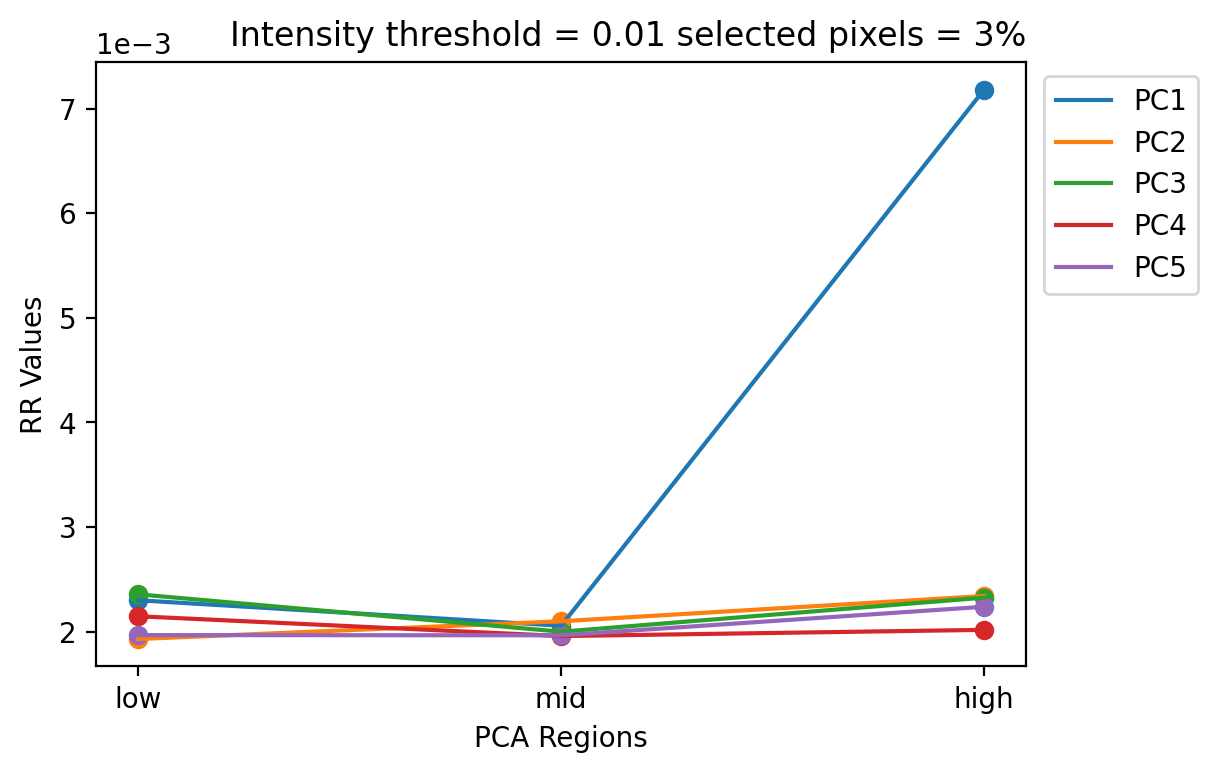 Intensity threshold = 0.01 selected pixels = 3%
1e−3
7
6
5
4
3
2
RR Values
low
mid
high
PCA Regions
PC1
PC2
PC3
PC4
PC5